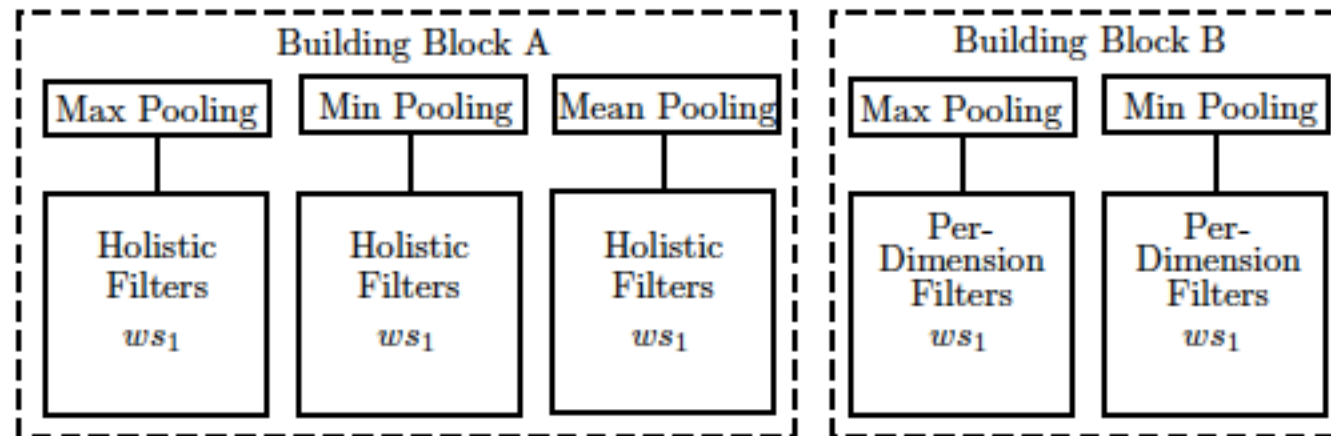 Building Block A
Max Pooling
Min Pooling
Mean Pooling
Holistic
Filters
ws₁
Holistic
Filters
ws₁
Holistic
Filters
ws₁
Building Block B
Max Pooling
Min Pooling
Per-
Dimension
Filters
ws₁
Per-
Dimension
Filters
ws₁